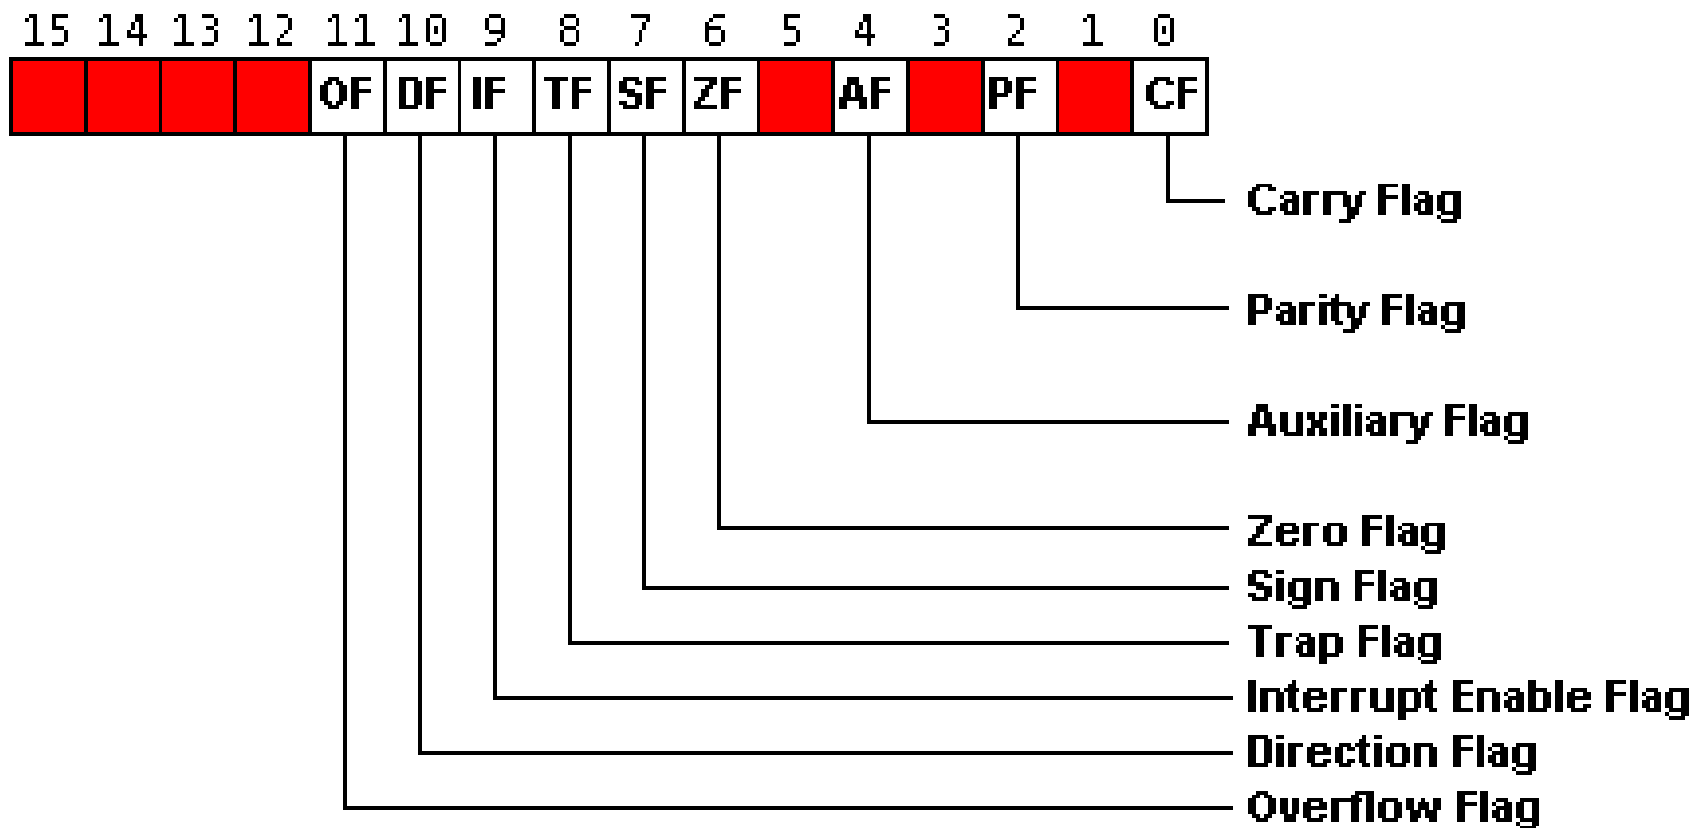 15 14 13 12 11 10 9 8 7 6 5 4 3 2 1 0
OF DF IF TF SF ZF AF PF CF
Carry Flag
Parity Flag
Auxiliary Flag
Zero Flag
Sign Flag
Trap Flag
Interrupt Enable Flag
Direction Flag
Overflow Flag